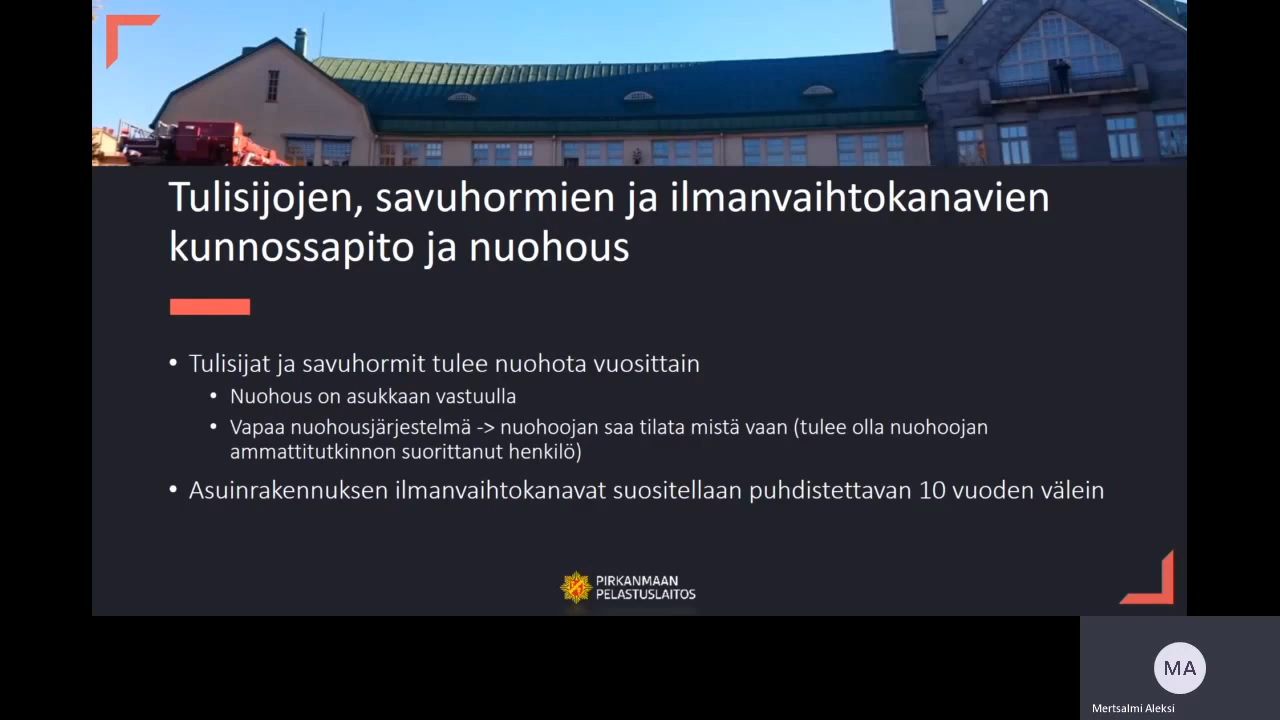 Tulisijojen, savuhormien ja ilmanvaihtokanavien
kunnossapito ja nuohous
• Tulisijat ja savuhormit tulee nuohota vuosittain
• Nuohous on asukkaan vastuulla
• Vapaa nuohousjärjestelmä -> nuohoojan saa tilata mistä vaan (tulee olla nuohoojan
ammattitutkinnon suorittanut henkilö)
• Asuinrakennuksen ilmanvaihtokanavat suositellaan puhdistettavan 10 vuoden välein
PIRKANMAAN
PELASTUSLAITOS
MA
Mertsalmi Aleksi